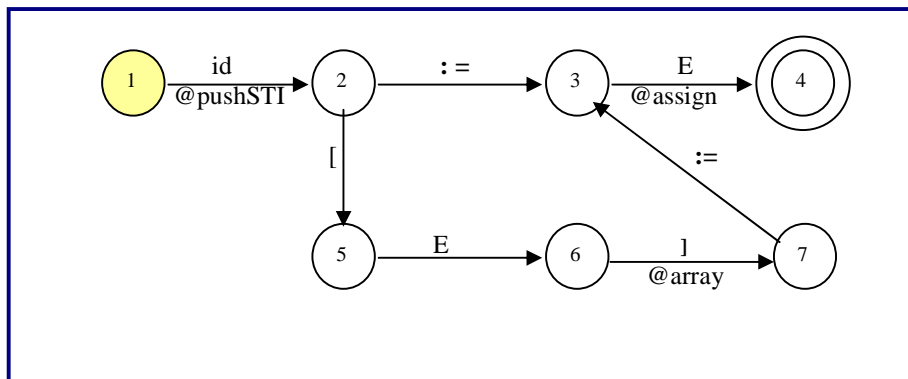 id : = E
1 2 3 4
@pushSTI @assign
[ :=
E ]
5 6 7
@array